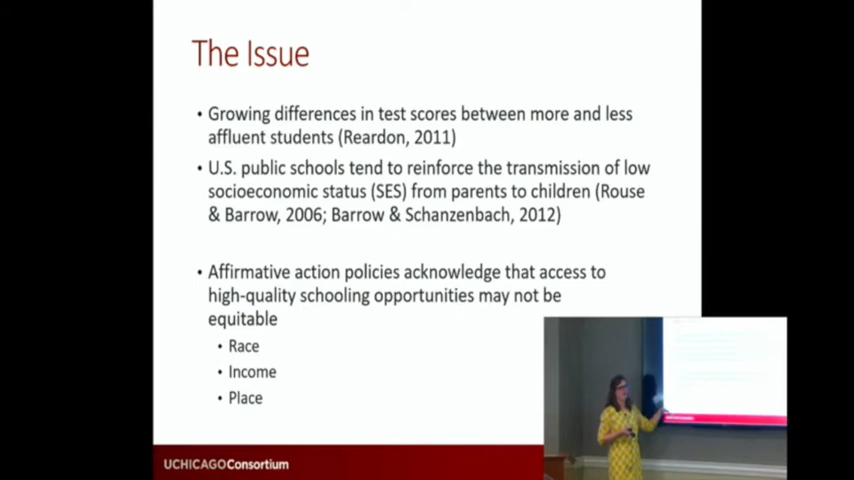 The Issue
• Growing differences in test scores between more and less
affluent students (Reardon, 2011)
• U.S. public schools tend to reinforce the transmission of low
socioeconomic status (SES) from parents to children (Rouse
& Barrow, 2006; Barrow & Schanzenbach, 2012)
• Affirmative action policies acknowledge that access to
high-quality schooling opportunities may not be
equitable
• Race
• Income
• Place
UCHICAGOConsortium